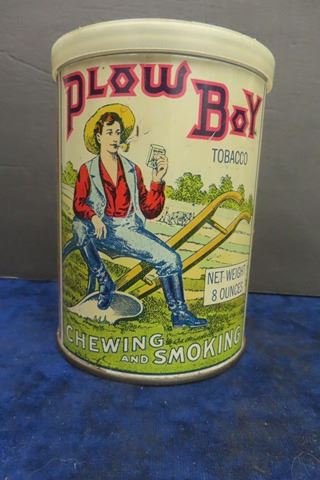 PLOW BOY
TOBACCO
NET WEIGHT
8 OUNCES
CHEWING
AND SMOKING